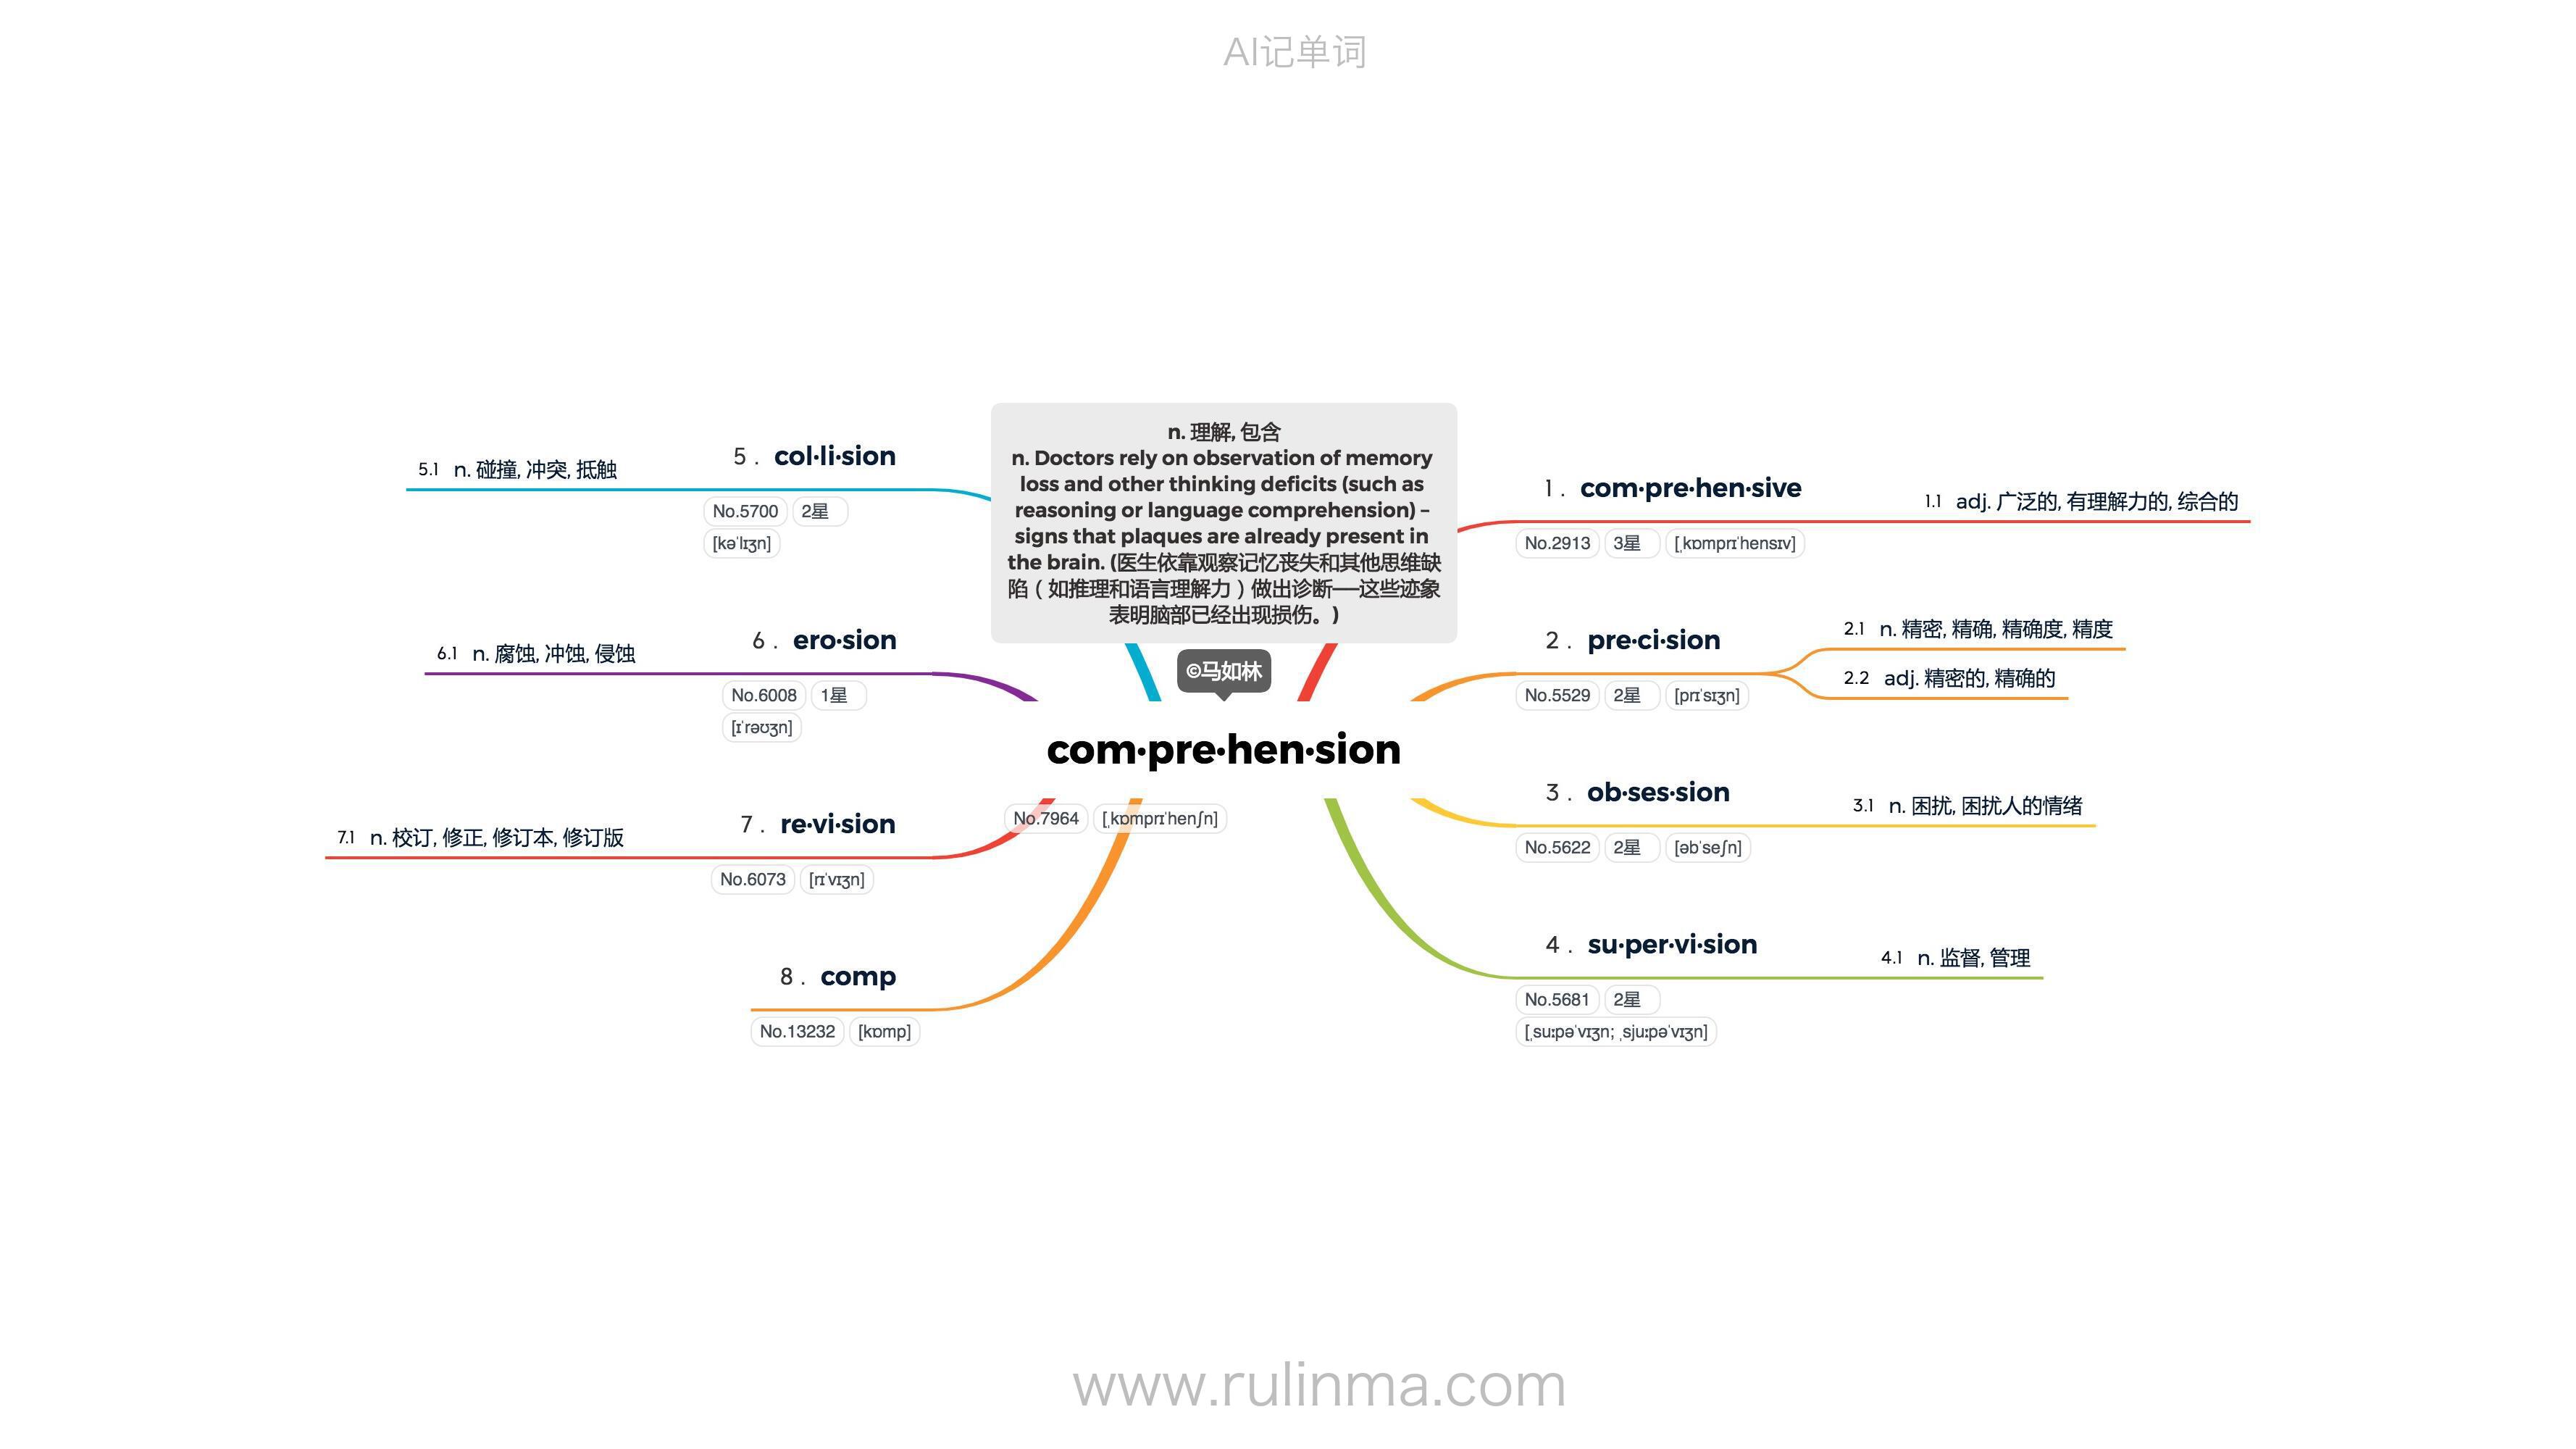 AI记单词
n. 理解, 包含
n. Doctors rely on observation of memory
loss and other thinking deficits (such as
reasoning or language comprehension) –
signs that plaques are already present in
the brain. (医生依靠观察记忆丧失和其他思维缺
陷（如推理和语言理解力）做出诊断——这些迹象
表明脑部已经出现损伤。)
©马如林
com·pre·hen·sion
No.7964 [ˌkɒmprɪˈhenʃn]
1. com·pre·hen·sive
No.2913 3星 [ˌkɒmprɪˈhensɪv]
1.1 adj. 广泛的, 有理解力的, 综合的
2. pre·ci·sion
No.5529 2星 [prɪˈsɪʒn]
2.1 n. 精密, 精确, 精确度, 精度
2.2 adj. 精密的, 精确的
3. ob·ses·sion
No.5622 2星 [əbˈseʃn]
3.1 n. 困扰, 困扰人的情绪
4. su·per·vi·sion
No.5681 2星
[ˌsuːpəˈvɪʒn; ˌsjuːpəˈvɪʒn]
4.1 n. 监督, 管理
5. col·li·sion
No.5700 2星
[kəˈlɪʒn]
5.1 n. 碰撞, 冲突, 抵触
6. ero·sion
No.6008 1星
[ɪˈrəʊʒn]
6.1 n. 腐蚀, 冲蚀, 侵蚀
7. re·vi·sion
No.6073 [rɪˈvɪʒn]
7.1 n. 校订, 修正, 修订本, 修订版
8. comp
No.13232 [kɒmp]
www.rulinma.com